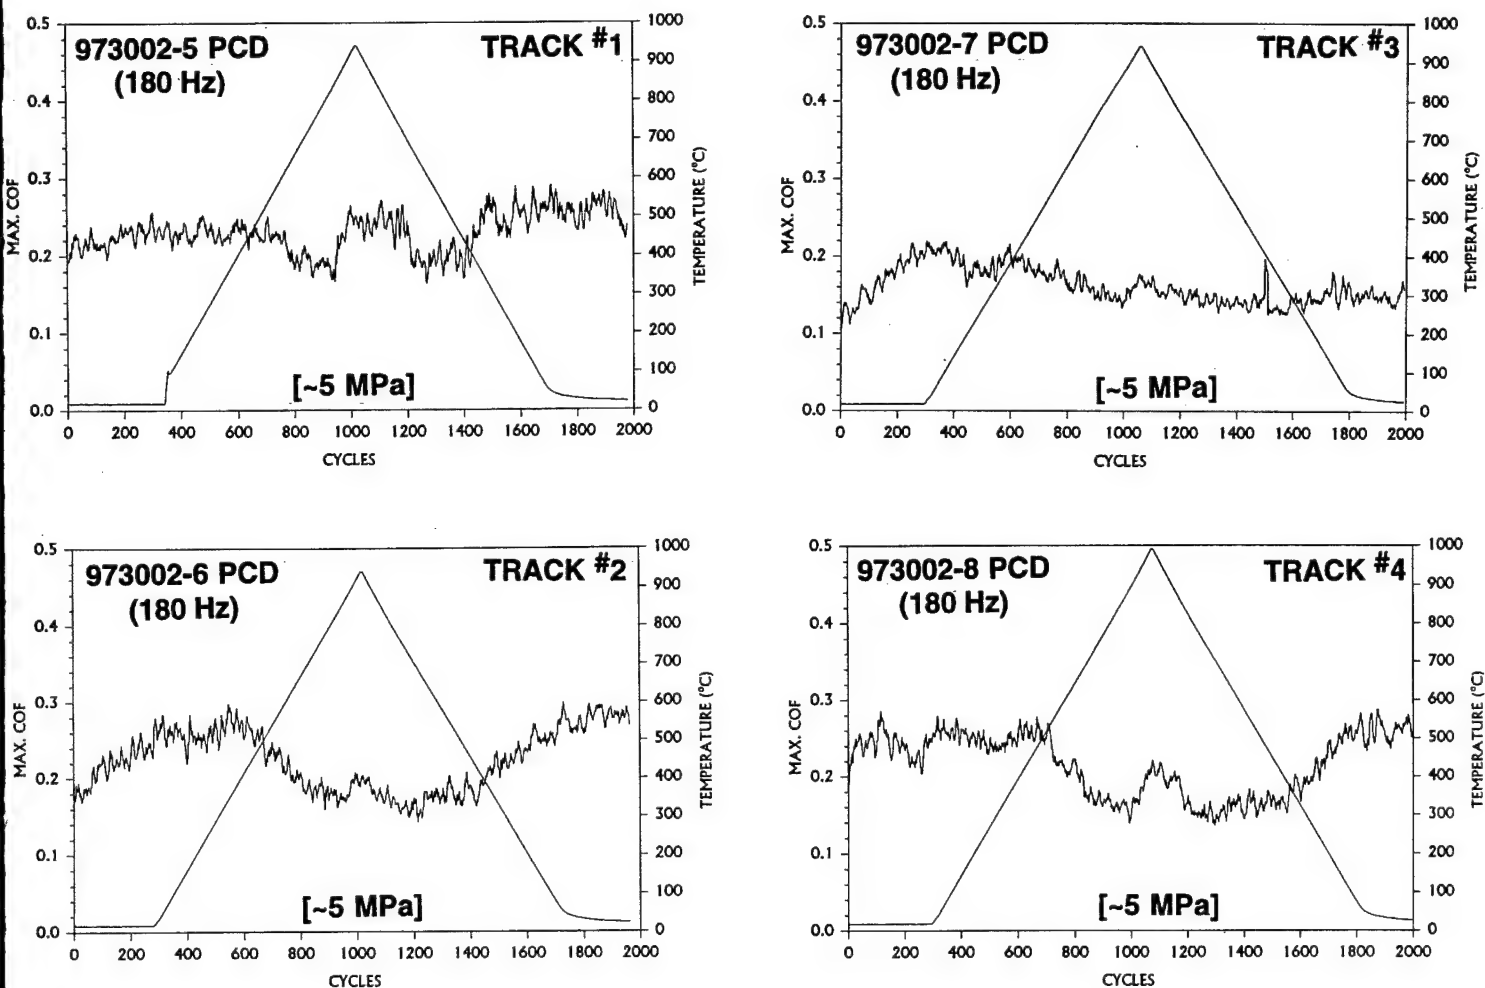 973002-5 PCD
(180 Hz)
TRACK #1
0.5
0.4
0.3
0.2
0.1
0.0
MAX. COF
1000
900
800
700
600
500
400
300
200
100
0
TEMPERATURE (°C)
[~5 MPa]
0 200 400 600 800 1000 1200 1400 1600 1800 2000
CYCLES
973002-7 PCD
(180 Hz)
TRACK #3
0.5
0.4
0.3
0.2
0.1
0.0
MAX. COF
1000
900
800
700
600
500
400
300
200
100
0
TEMPERATURE (°C)
[~5 MPa]
0 200 400 600 800 1000 1200 1400 1600 1800 2000
CYCLES
973002-6 PCD
(180 Hz)
TRACK #2
0.5
0.4
0.3
0.2
0.1
0.0
MAX. COF
1000
900
800
700
600
500
400
300
200
100
0
TEMPERATURE (°C)
[~5 MPa]
0 200 400 600 800 1000 1200 1400 1600 1800 2000
CYCLES
973002-8 PCD
(180 Hz)
TRACK #4
0.5
0.4
0.3
0.2
0.1
0.0
MAX. COF
1000
900
800
700
600
500
400
300
200
100
0
TEMPERATURE (°C)
[~5 MPa]
0 200 400 600 800 1000 1200 1400 1600 1800 2000
CYCLES